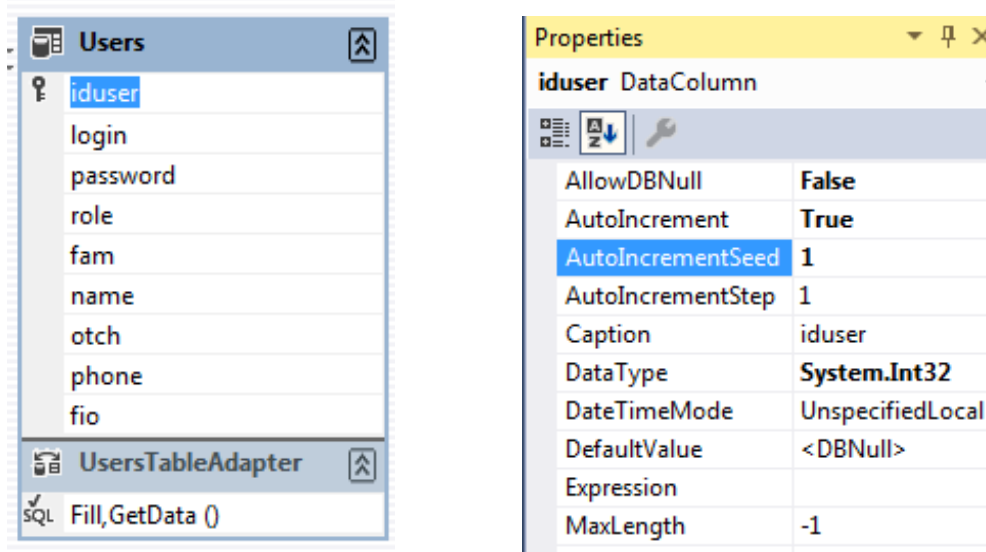 Users
iduser
login
password
role
fam
name
otch
phone
fio
UsersTableAdapter
SQL Fill,GetData ()
Properties
iduser DataColumn
AllowDBNull False
AutoIncrement True
AutoIncrementSeed 1
AutoIncrementStep 1
Caption iduser
DataType System.Int32
DateTimeMode UnspecifiedLocal
DefaultValue <DBNull>
Expression
MaxLength -1